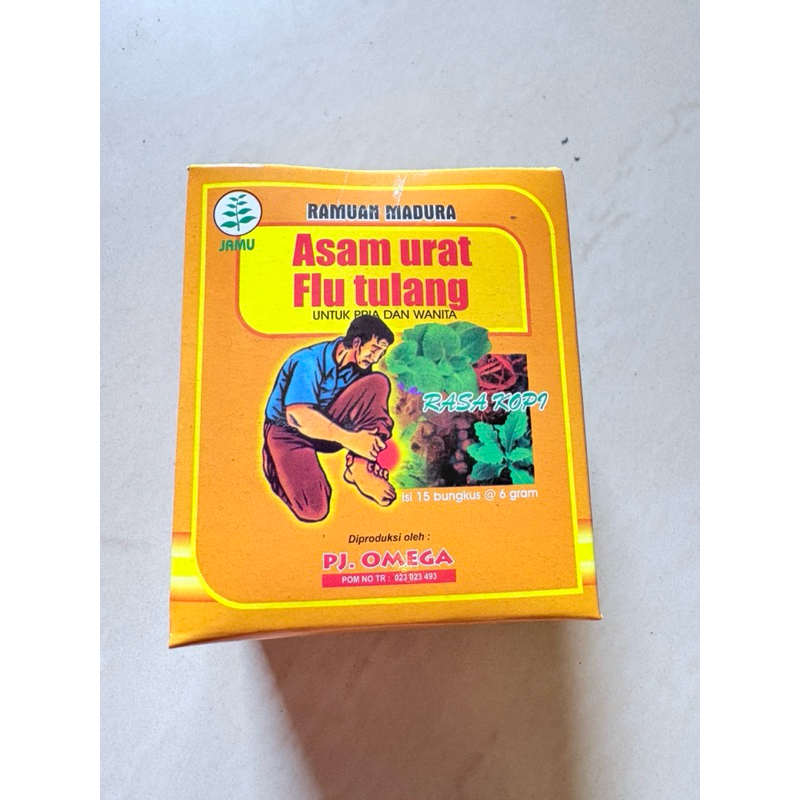 RAMUAN MADURA
JAMU
Asam urat
Flu tulang
UNTUK PRIA DAN WANITA
RASA KOPI
isi 15 bungkus @ 6 gram
Diproduksi oleh :
PJ. OMEGA
POM NO TR : 023 023 493